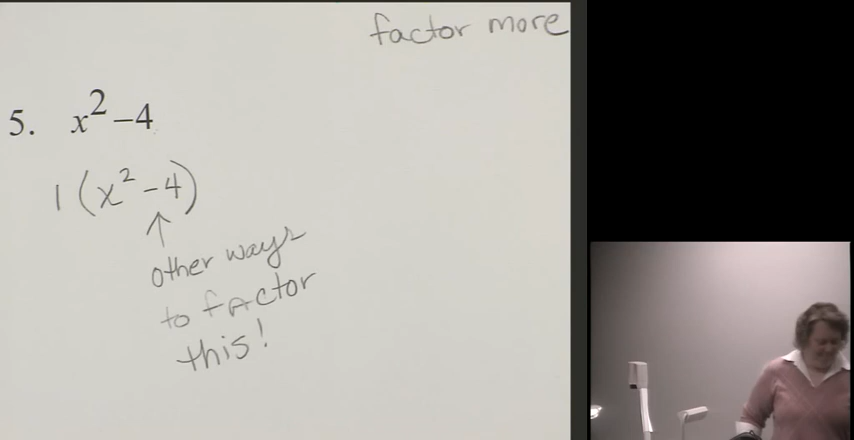 factor more
5. x²–4
1(x²–4)
↑
other ways
to factor
this!